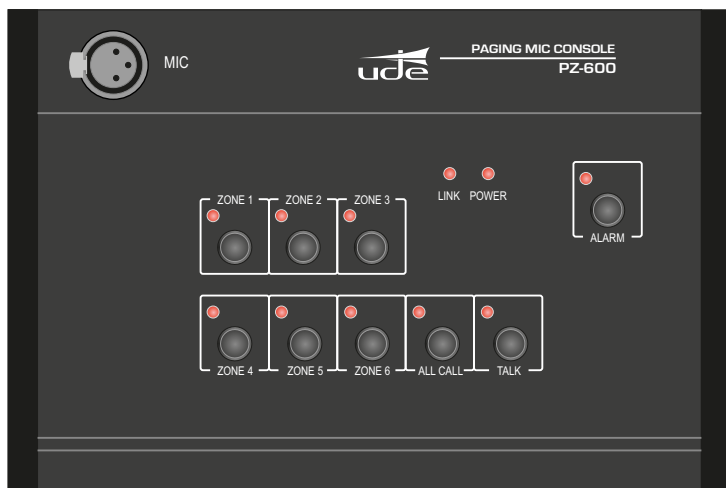 MIC
ude
PAGING MIC CONSOLE
PZ-600
LINK POWER
ZONE 1 ZONE 2 ZONE 3
ALARM
ZONE 4 ZONE 5 ZONE 6 ALL CALL TALK